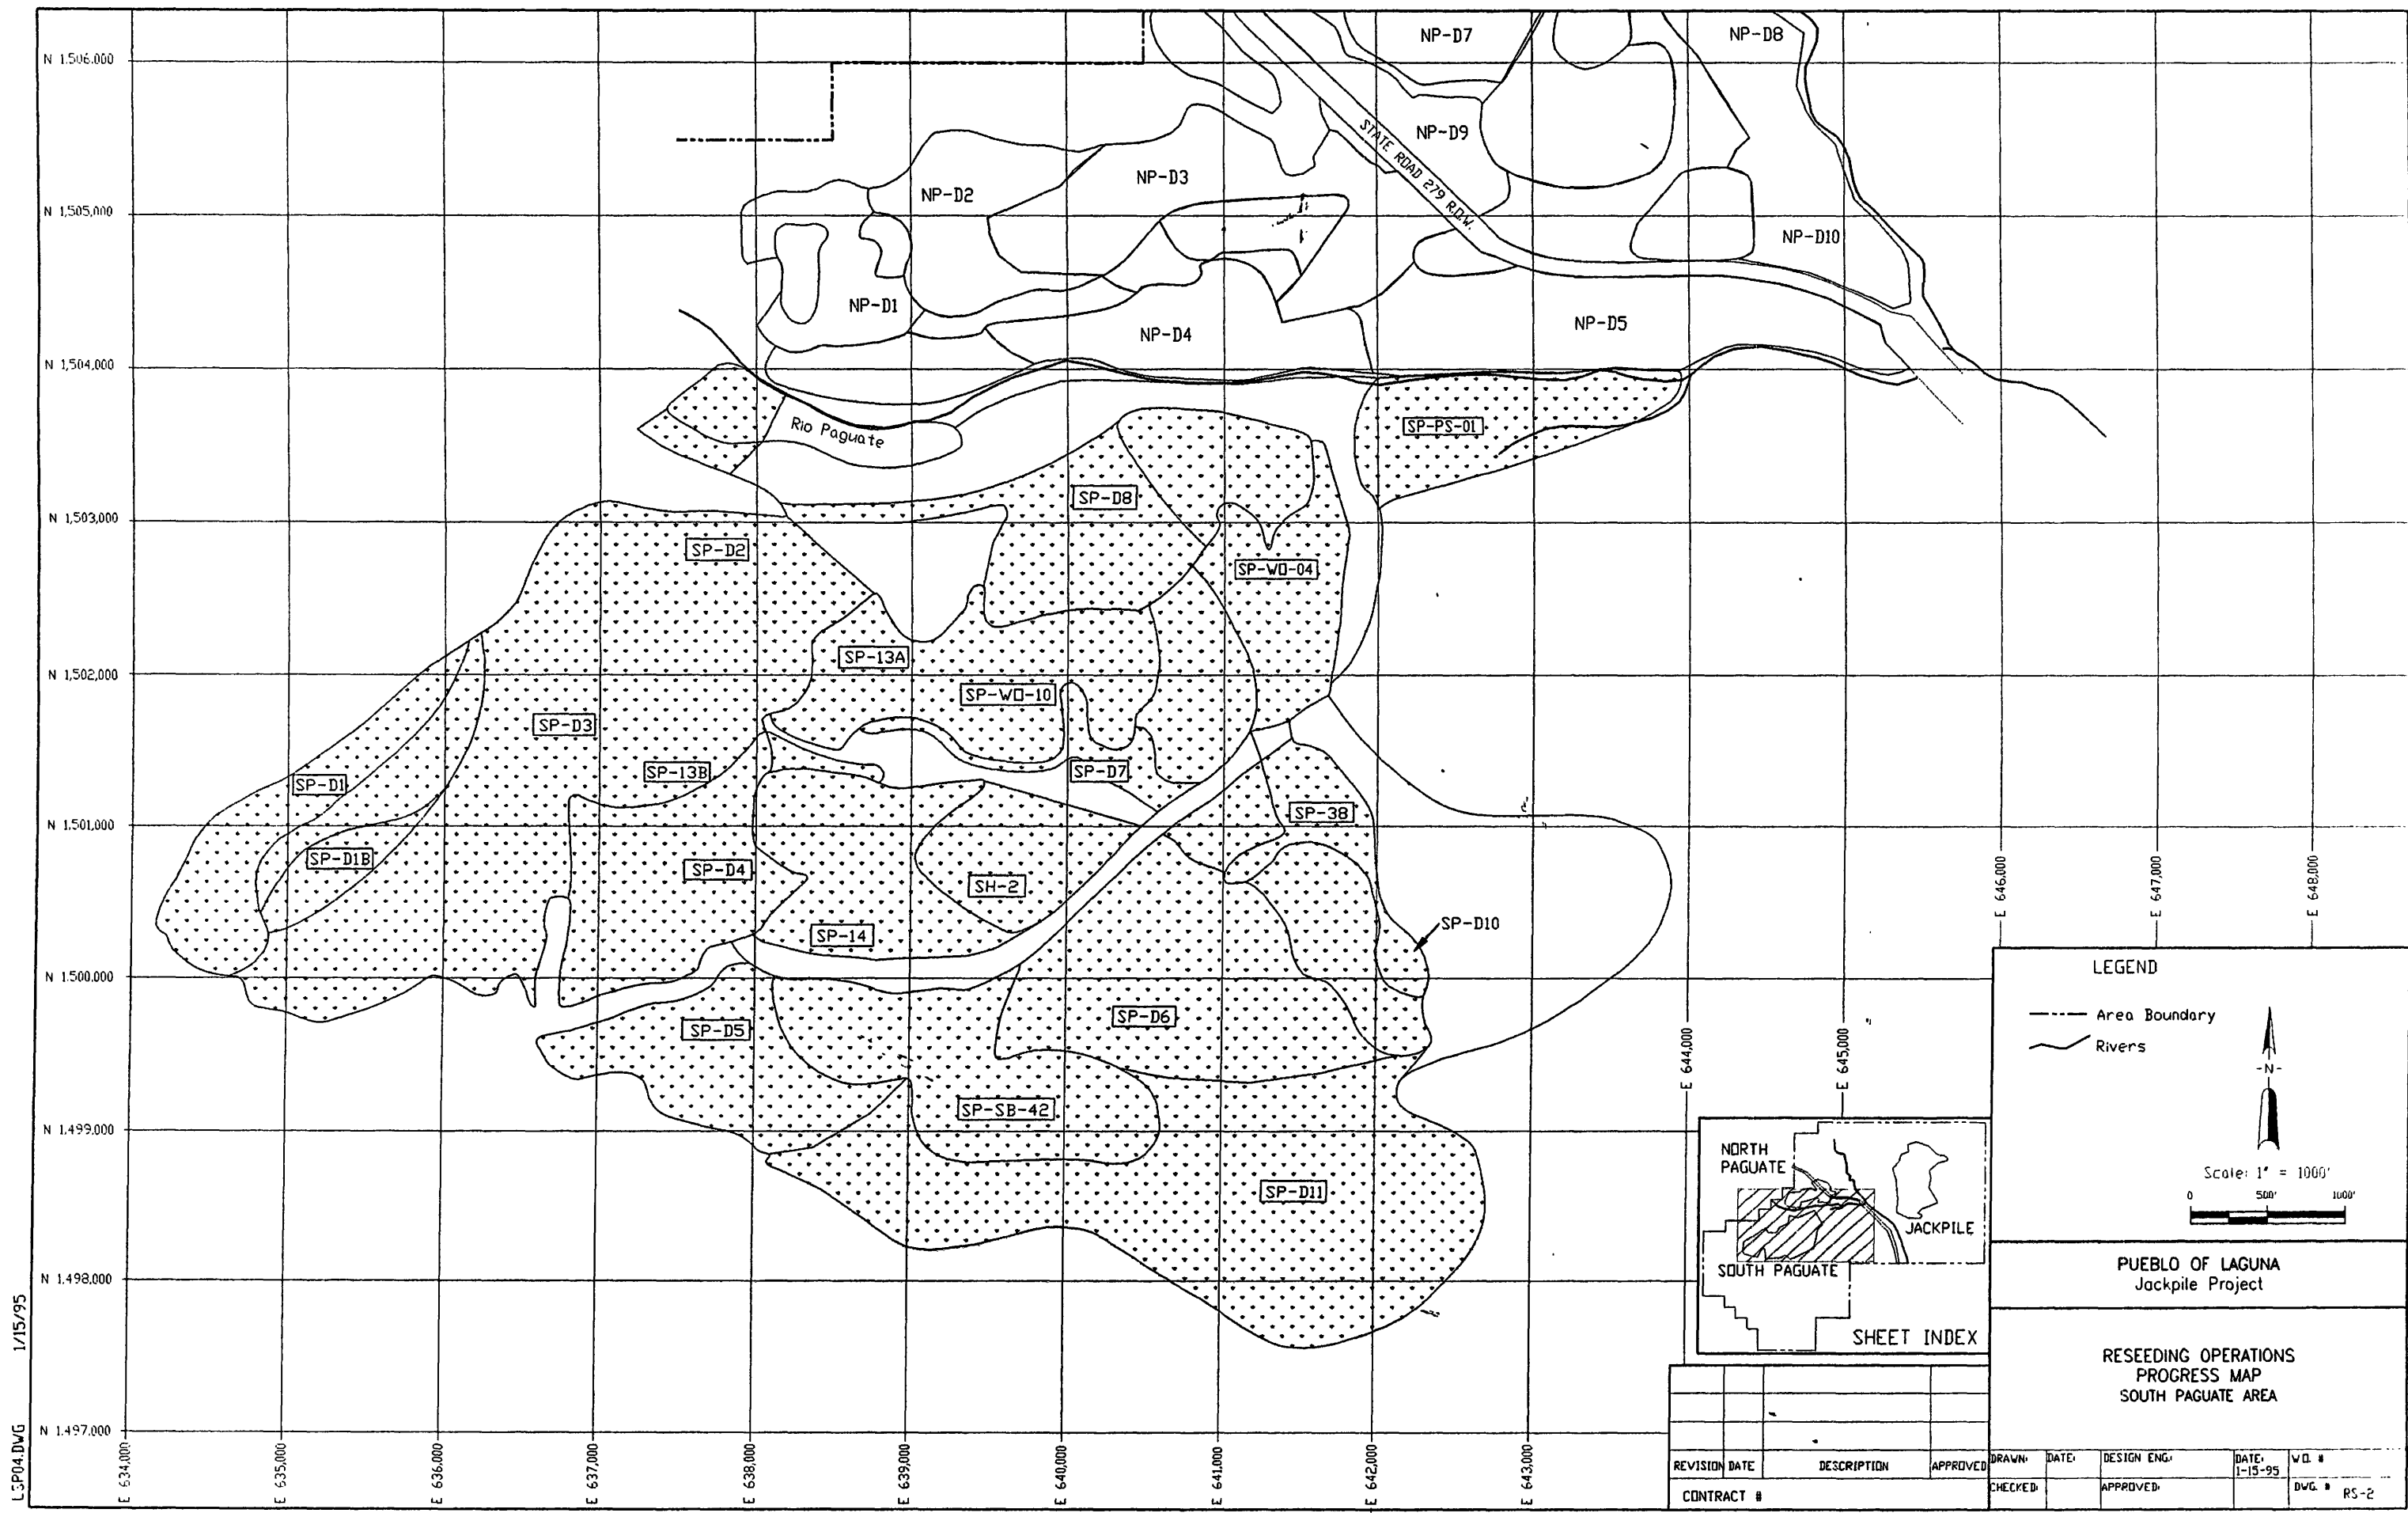 NP-D7
NP-D8
N 1,506,000
STATE ROAD 279 R.O.W.
NP-D9
NP-D3
NP-D2
N 1,505,000
NP-D10
NP-D1
NP-D5
NP-D4
N 1,504,000
Rio Paguate
SP-PS-01
SP-D8
N 1,503,000
SP-D2
SP-WO-04
SP-13A
N 1,502,000
SP-WO-10
SP-D3
SP-13B
SP-D7
SP-D1
SP-38
N 1,501,000
SP-D1B
SP-D4
SH-2
SP-14
SP-D10
N 1,500,000
SP-D6
SP-D5
SP-SB-42
N 1,499,000
SP-D11
N 1,498,000
N 1,497,000
E 634,000
E 635,000
E 636,000
E 637,000
E 638,000
E 639,000
E 640,000
E 641,000
E 642,000
E 643,000
E 644,000
E 645,000
E 646,000
E 647,000
E 648,000
LEGEND
Area Boundary
Rivers
-N-
Scale: 1" = 1000'
0 500' 1000'
NORTH
PAGUATE
JACKPILE
SOUTH PAGUATE
SHEET INDEX
PUEBLO OF LAGUNA
Jackpile Project
RESEEDING OPERATIONS
PROGRESS MAP
SOUTH PAGUATE AREA
REVISION DATE DESCRIPTION APPROVED
CONTRACT #
DRAWN: DATE: DESIGN ENG.: DATE: 1-15-95 W.O. #
CHECKED: APPROVED: DWG. # RS-2
LSP04.DWG 1/15/95